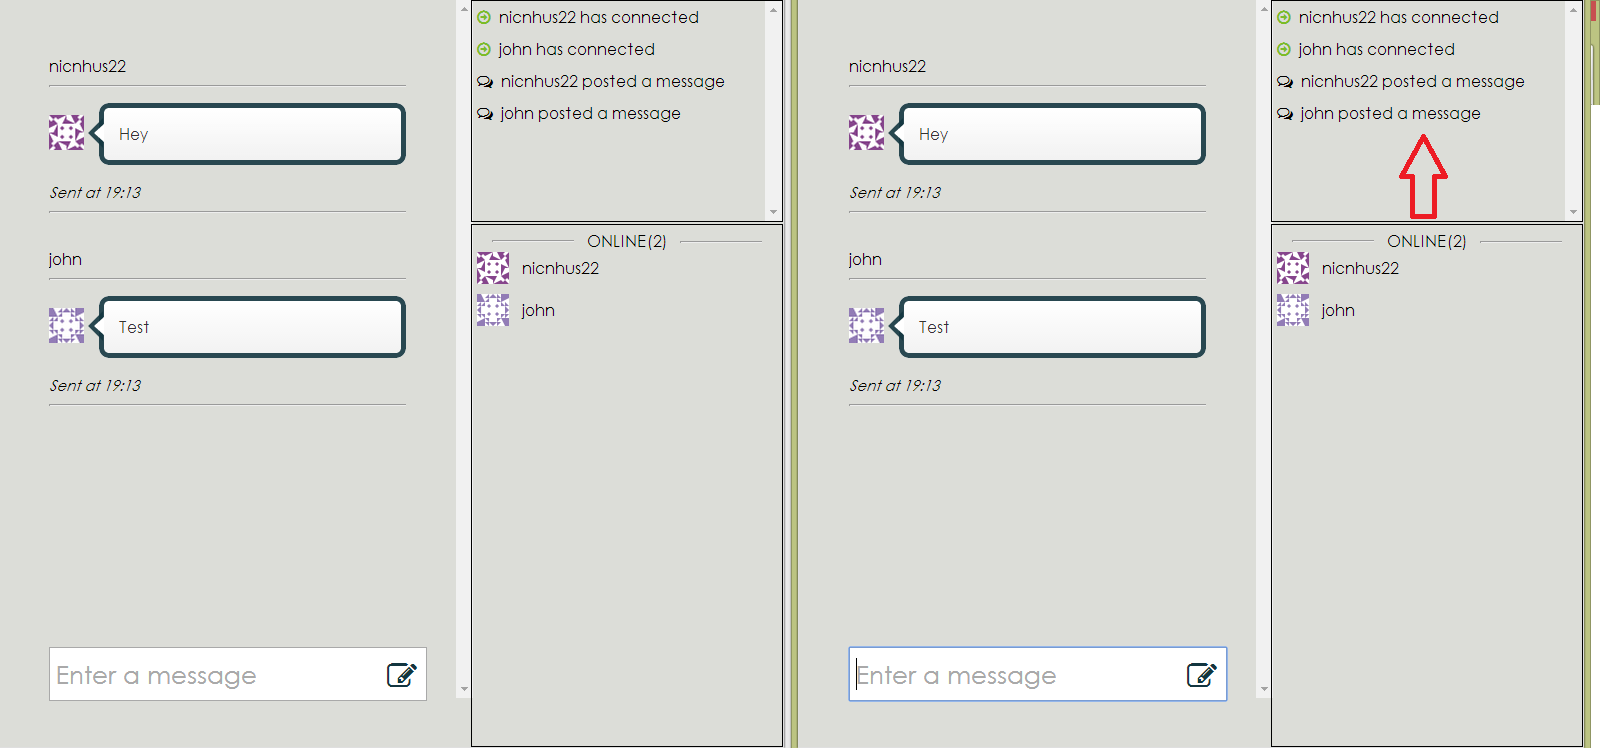 nicnhus22
Hey
Sent at 19:13
john
Test
Sent at 19:13
Enter a message
nicnhus22 has connected
john has connected
nicnhus22 posted a message
john posted a message
ONLINE(2)
nicnhus22
john
nicnhus22
Hey
Sent at 19:13
john
Test
Sent at 19:13
Enter a message
nicnhus22 has connected
john has connected
nicnhus22 posted a message
john posted a message
ONLINE(2)
nicnhus22
john